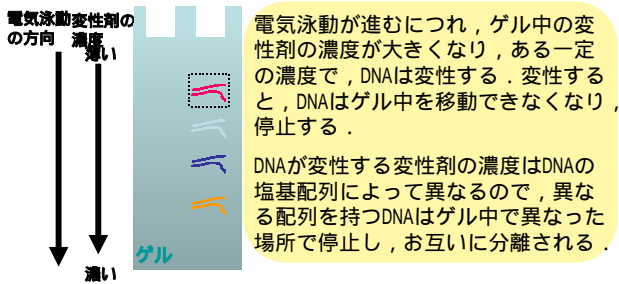 電気泳動
の方向
変性剤の
濃度
薄い
濃い
ゲル
電気泳動が進むにつれ，ゲル中の変
性剤の濃度が大きくなり，ある一定
の濃度で，DNAは変性する．変性する
と，DNAはゲル中を移動できなくなり，
停止する．
DNAが変性する変性剤の濃度はDNAの
塩基配列によって異なるので，異な
る配列を持つDNAはゲル中で異なった
場所で停止し，お互いに分離される．